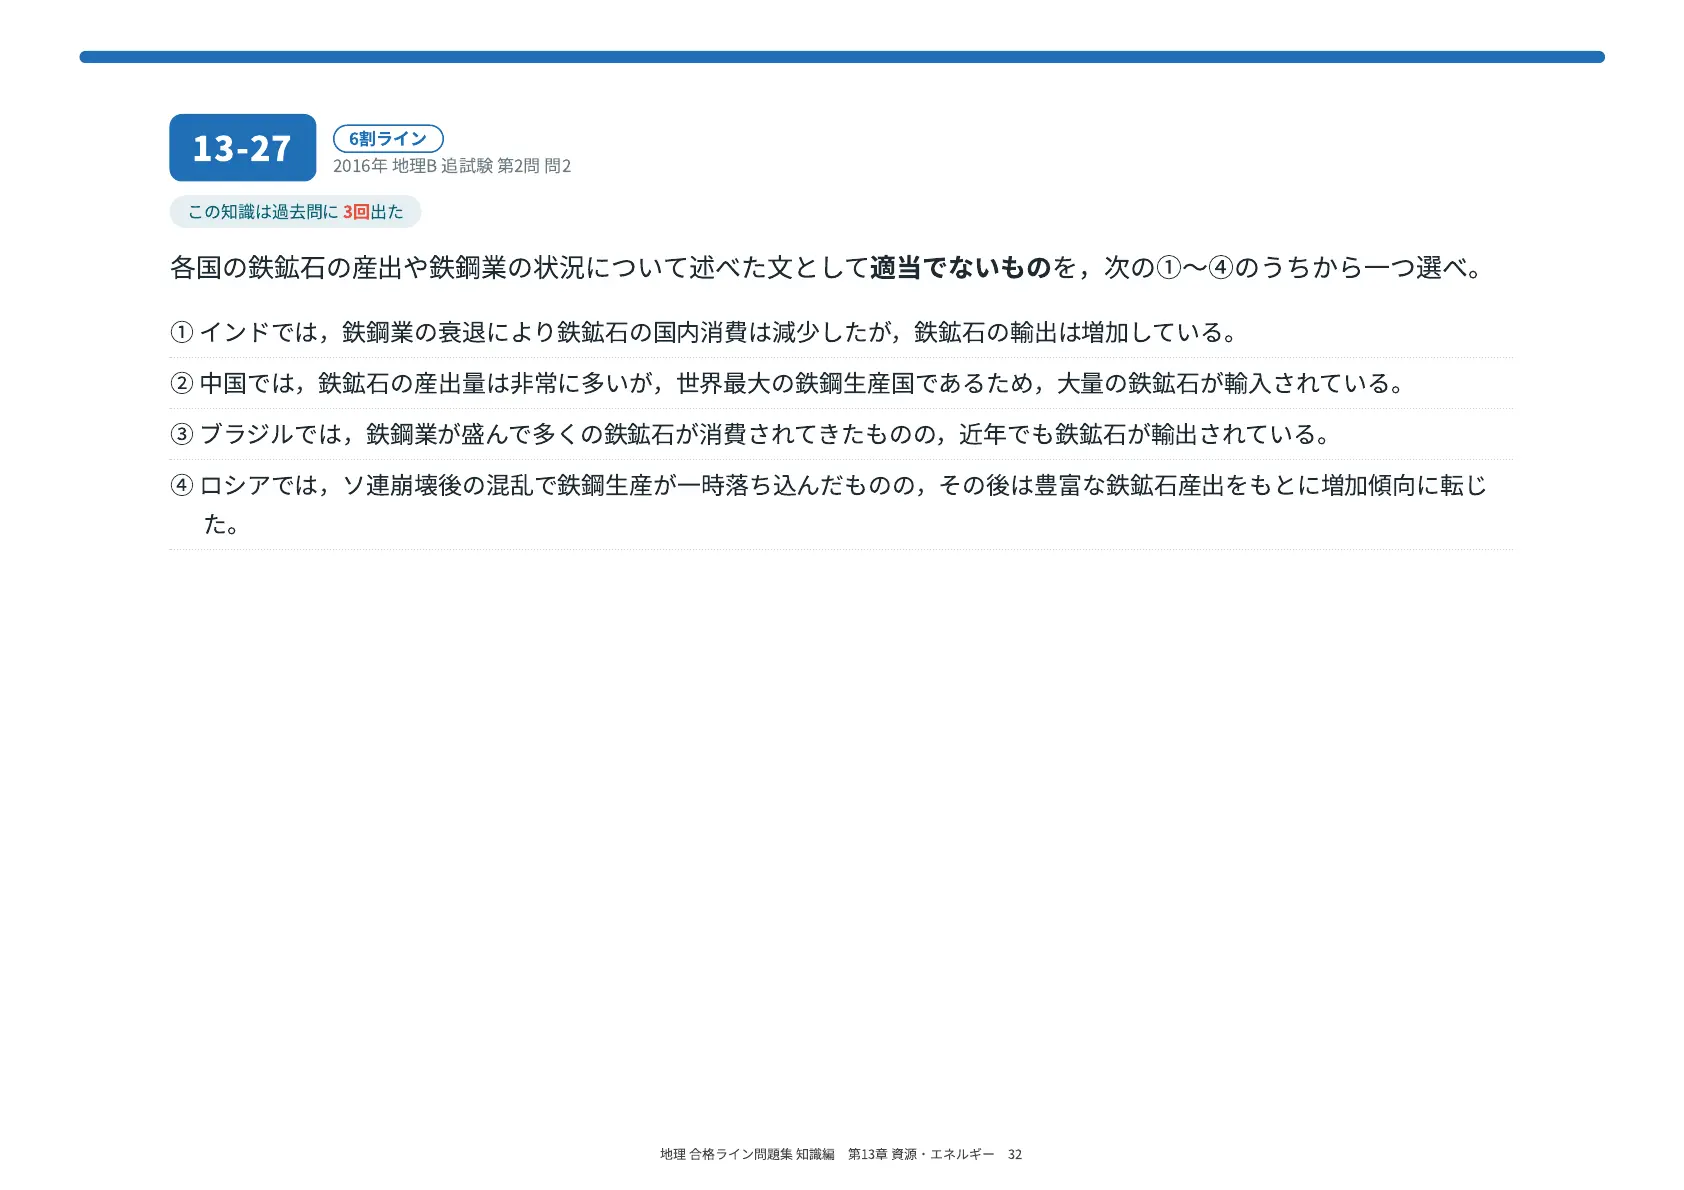 13-27
6割ライン
2016年 地理B 追試験 第2問 問2
この知識は過去問に 3回出た
各国の鉄鉱石の産出や鉄鋼業の状況について述べた文として適当でないものを，次の①〜④のうちから一つ選べ。
① インドでは，鉄鋼業の衰退により鉄鉱石の国内消費は減少したが，鉄鉱石の輸出は増加している。
② 中国では，鉄鉱石の産出量は非常に多いが，世界最大の鉄鋼生産国であるため，大量の鉄鉱石が輸入されている。
③ ブラジルでは，鉄鋼業が盛んで多くの鉄鉱石が消費されてきたものの，近年でも鉄鉱石が輸出されている。
④ ロシアでは，ソ連崩壊後の混乱で鉄鋼生産が一時落ち込んだものの，その後は豊富な鉄鉱石産出をもとに増加傾向に転じ
た。
地理 合格ライン問題集 知識編　第13章 資源・エネルギー　32